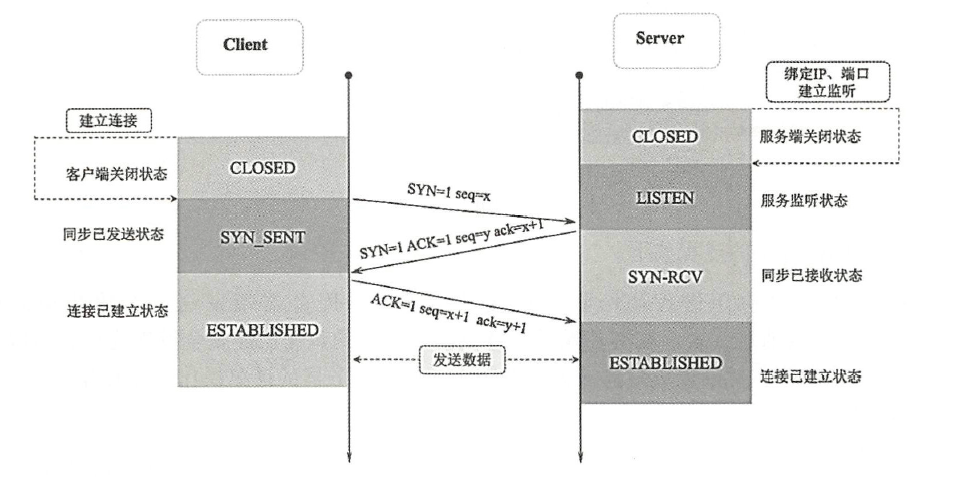 Client
Server
绑定IP、端口
建立监听
建立连接
CLOSED
服务端关闭状态
客户端关闭状态
CLOSED
SYN=1 seq=x
LISTEN
服务监听状态
同步已发送状态
SYN_SENT
SYN=1 ACK=1 seq=y ack=x+1
SYN-RCV
同步已接收状态
连接已建立状态
ESTABLISHED
ACK=1 seq=x+1 ack=y+1
发送数据
ESTABLISHED
连接已建立状态